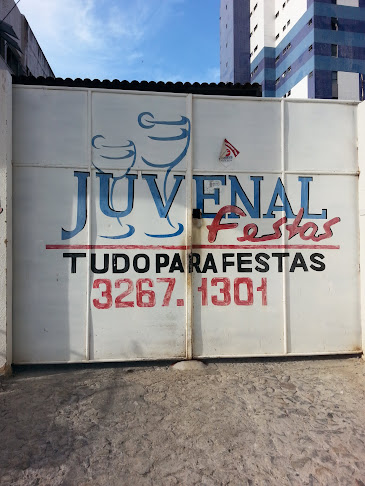 JUVENAL
Festas
TUDO PARA FESTAS
3267.1301